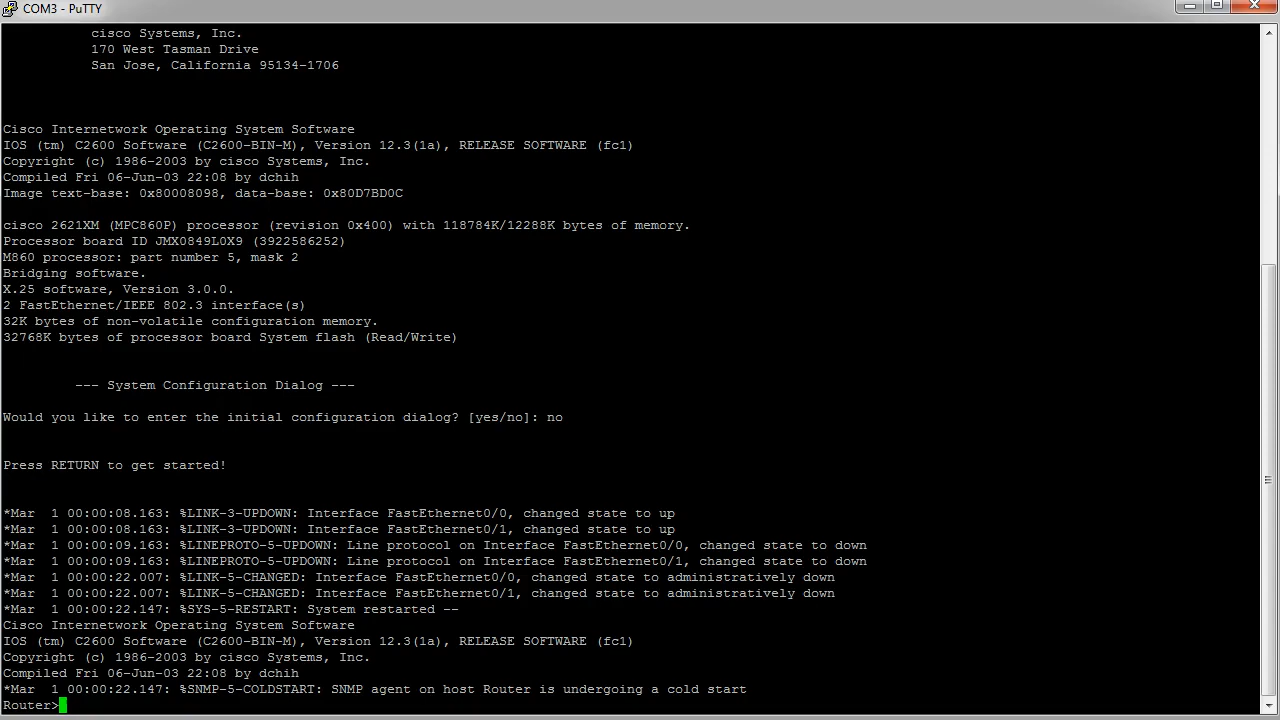 COM3 - PuTTY
cisco Systems, Inc.
170 West Tasman Drive
San Jose, California 95134-1706
Cisco Internetwork Operating System Software
IOS (tm) C2600 Software (C2600-BIN-M), Version 12.3(1a), RELEASE SOFTWARE (fc1)
Copyright (c) 1986-2003 by cisco Systems, Inc.
Compiled Fri 06-Jun-03 22:08 by dchih
Image text-base: 0x80008098, data-base: 0x80D7BD0C
cisco 2621XM (MPC860P) processor (revision 0x400) with 118784K/12288K bytes of memory.
Processor board ID JMX0849L0X9 (3922586252)
M860 processor: part number 5, mask 2
Bridging software.
X.25 software, Version 3.0.0.
2 FastEthernet/IEEE 802.3 interface(s)
32K bytes of non-volatile configuration memory.
32768K bytes of processor board System flash (Read/Write)
--- System Configuration Dialog ---
Would you like to enter the initial configuration dialog? [yes/no]: no
Press RETURN to get started!
*Mar  1 00:00:08.163: %LINK-3-UPDOWN: Interface FastEthernet0/0, changed state to up
*Mar  1 00:00:08.163: %LINK-3-UPDOWN: Interface FastEthernet0/1, changed state to up
*Mar  1 00:00:09.163: %LINEPROTO-5-UPDOWN: Line protocol on Interface FastEthernet0/0, changed state to down
*Mar  1 00:00:09.163: %LINEPROTO-5-UPDOWN: Line protocol on Interface FastEthernet0/1, changed state to down
*Mar  1 00:00:22.007: %LINK-5-CHANGED: Interface FastEthernet0/0, changed state to administratively down
*Mar  1 00:00:22.007: %LINK-5-CHANGED: Interface FastEthernet0/1, changed state to administratively down
*Mar  1 00:00:22.147: %SYS-5-RESTART: System restarted --
Cisco Internetwork Operating System Software
IOS (tm) C2600 Software (C2600-BIN-M), Version 12.3(1a), RELEASE SOFTWARE (fc1)
Copyright (c) 1986-2003 by cisco Systems, Inc.
Compiled Fri 06-Jun-03 22:08 by dchih
*Mar  1 00:00:22.147: %SNMP-5-COLDSTART: SNMP agent on host Router is undergoing a cold start
Router>